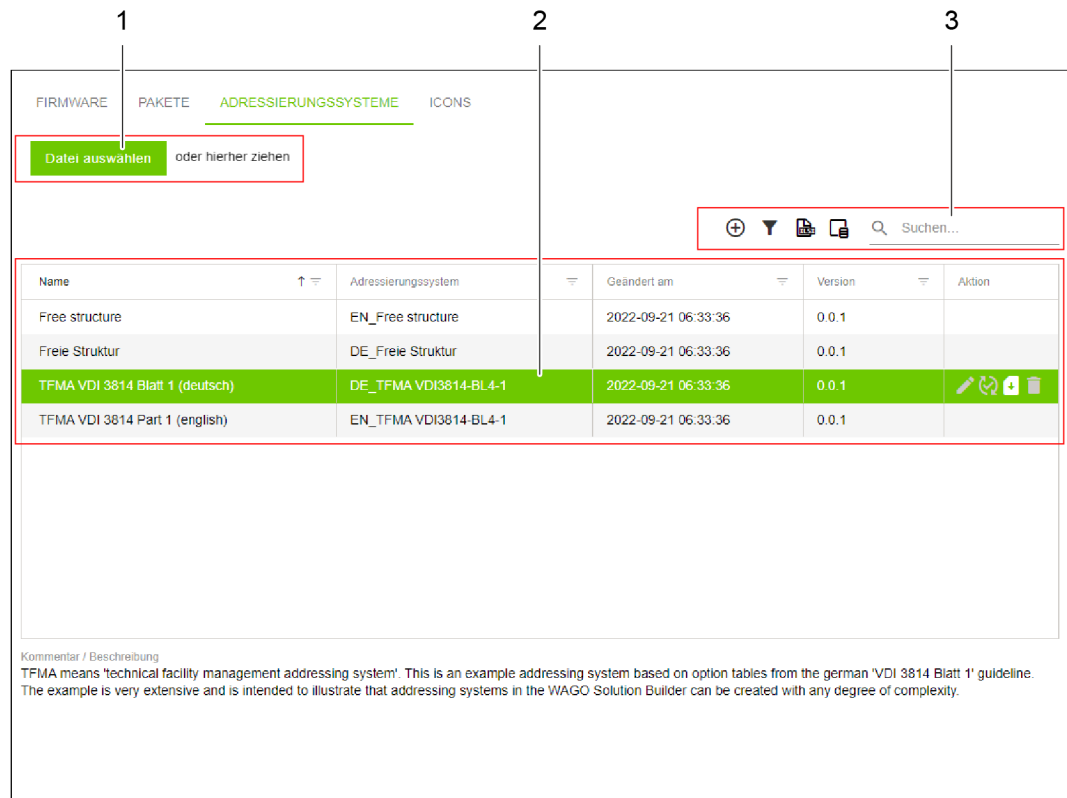 1 2 3
FIRMWARE PAKETE ADRESSIERUNGSSYSTEME ICONS
Datei auswählen oder hierher ziehen
Suchen...
Name Adressierungssystem Geändert am Version Aktion
Free structure EN_Free structure 2022-09-21 06:33:36 0.0.1
Freie Struktur DE_Freie Struktur 2022-09-21 06:33:36 0.0.1
TFMA VDI 3814 Blatt 1 (deutsch) DE_TFMA VDI3814-BL4-1 2022-09-21 06:33:36 0.0.1
TFMA VDI 3814 Part 1 (english) EN_TFMA VDI3814-BL4-1 2022-09-21 06:33:36 0.0.1
Kommentar / Beschreibung
TFMA means 'technical facility management addressing system'. This is an example addressing system based on option tables from the german 'VDI 3814 Blatt 1' guideline.
The example is very extensive and is intended to illustrate that addressing systems in the WAGO Solution Builder can be created with any degree of complexity.